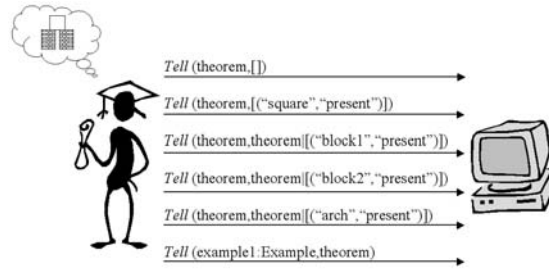 Tell (theorem,[])
Tell (theorem,[(“square”,“present”)])
Tell (theorem,theorem|[(“block1”,“present”)])
Tell (theorem,theorem|[(“block2”,“present”)])
Tell (theorem,theorem|[(“arch”,“present”)])
Tell (example1:Example,theorem)